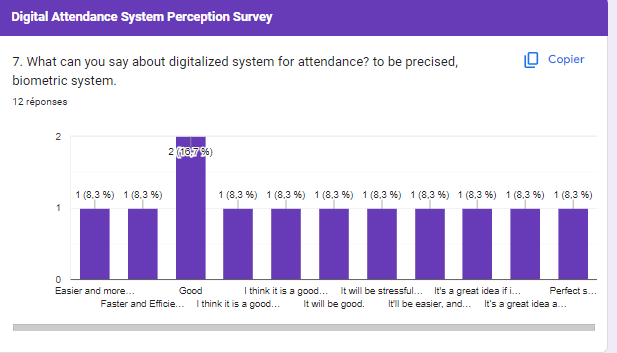 Digital Attendance System Perception Survey
7. What can you say about digitalized system for attendance? to be precised,
biometric system.
Copier
12 réponses
2
2 (16,7 %)
1 (8,3 %) 1 (8,3 %) 1 (8,3 %) 1 (8,3 %) 1 (8,3 %) 1 (8,3 %) 1 (8,3 %) 1 (8,3 %) 1 (8,3 %) 1 (8,3 %)
1
0
Easier and more... Good I think it is a good... It will be stressful... It's a great idea if i... Perfect s...
Faster and Efficie... I think it is a good... It will be good. It'll be easier, and... It's a great idea a...